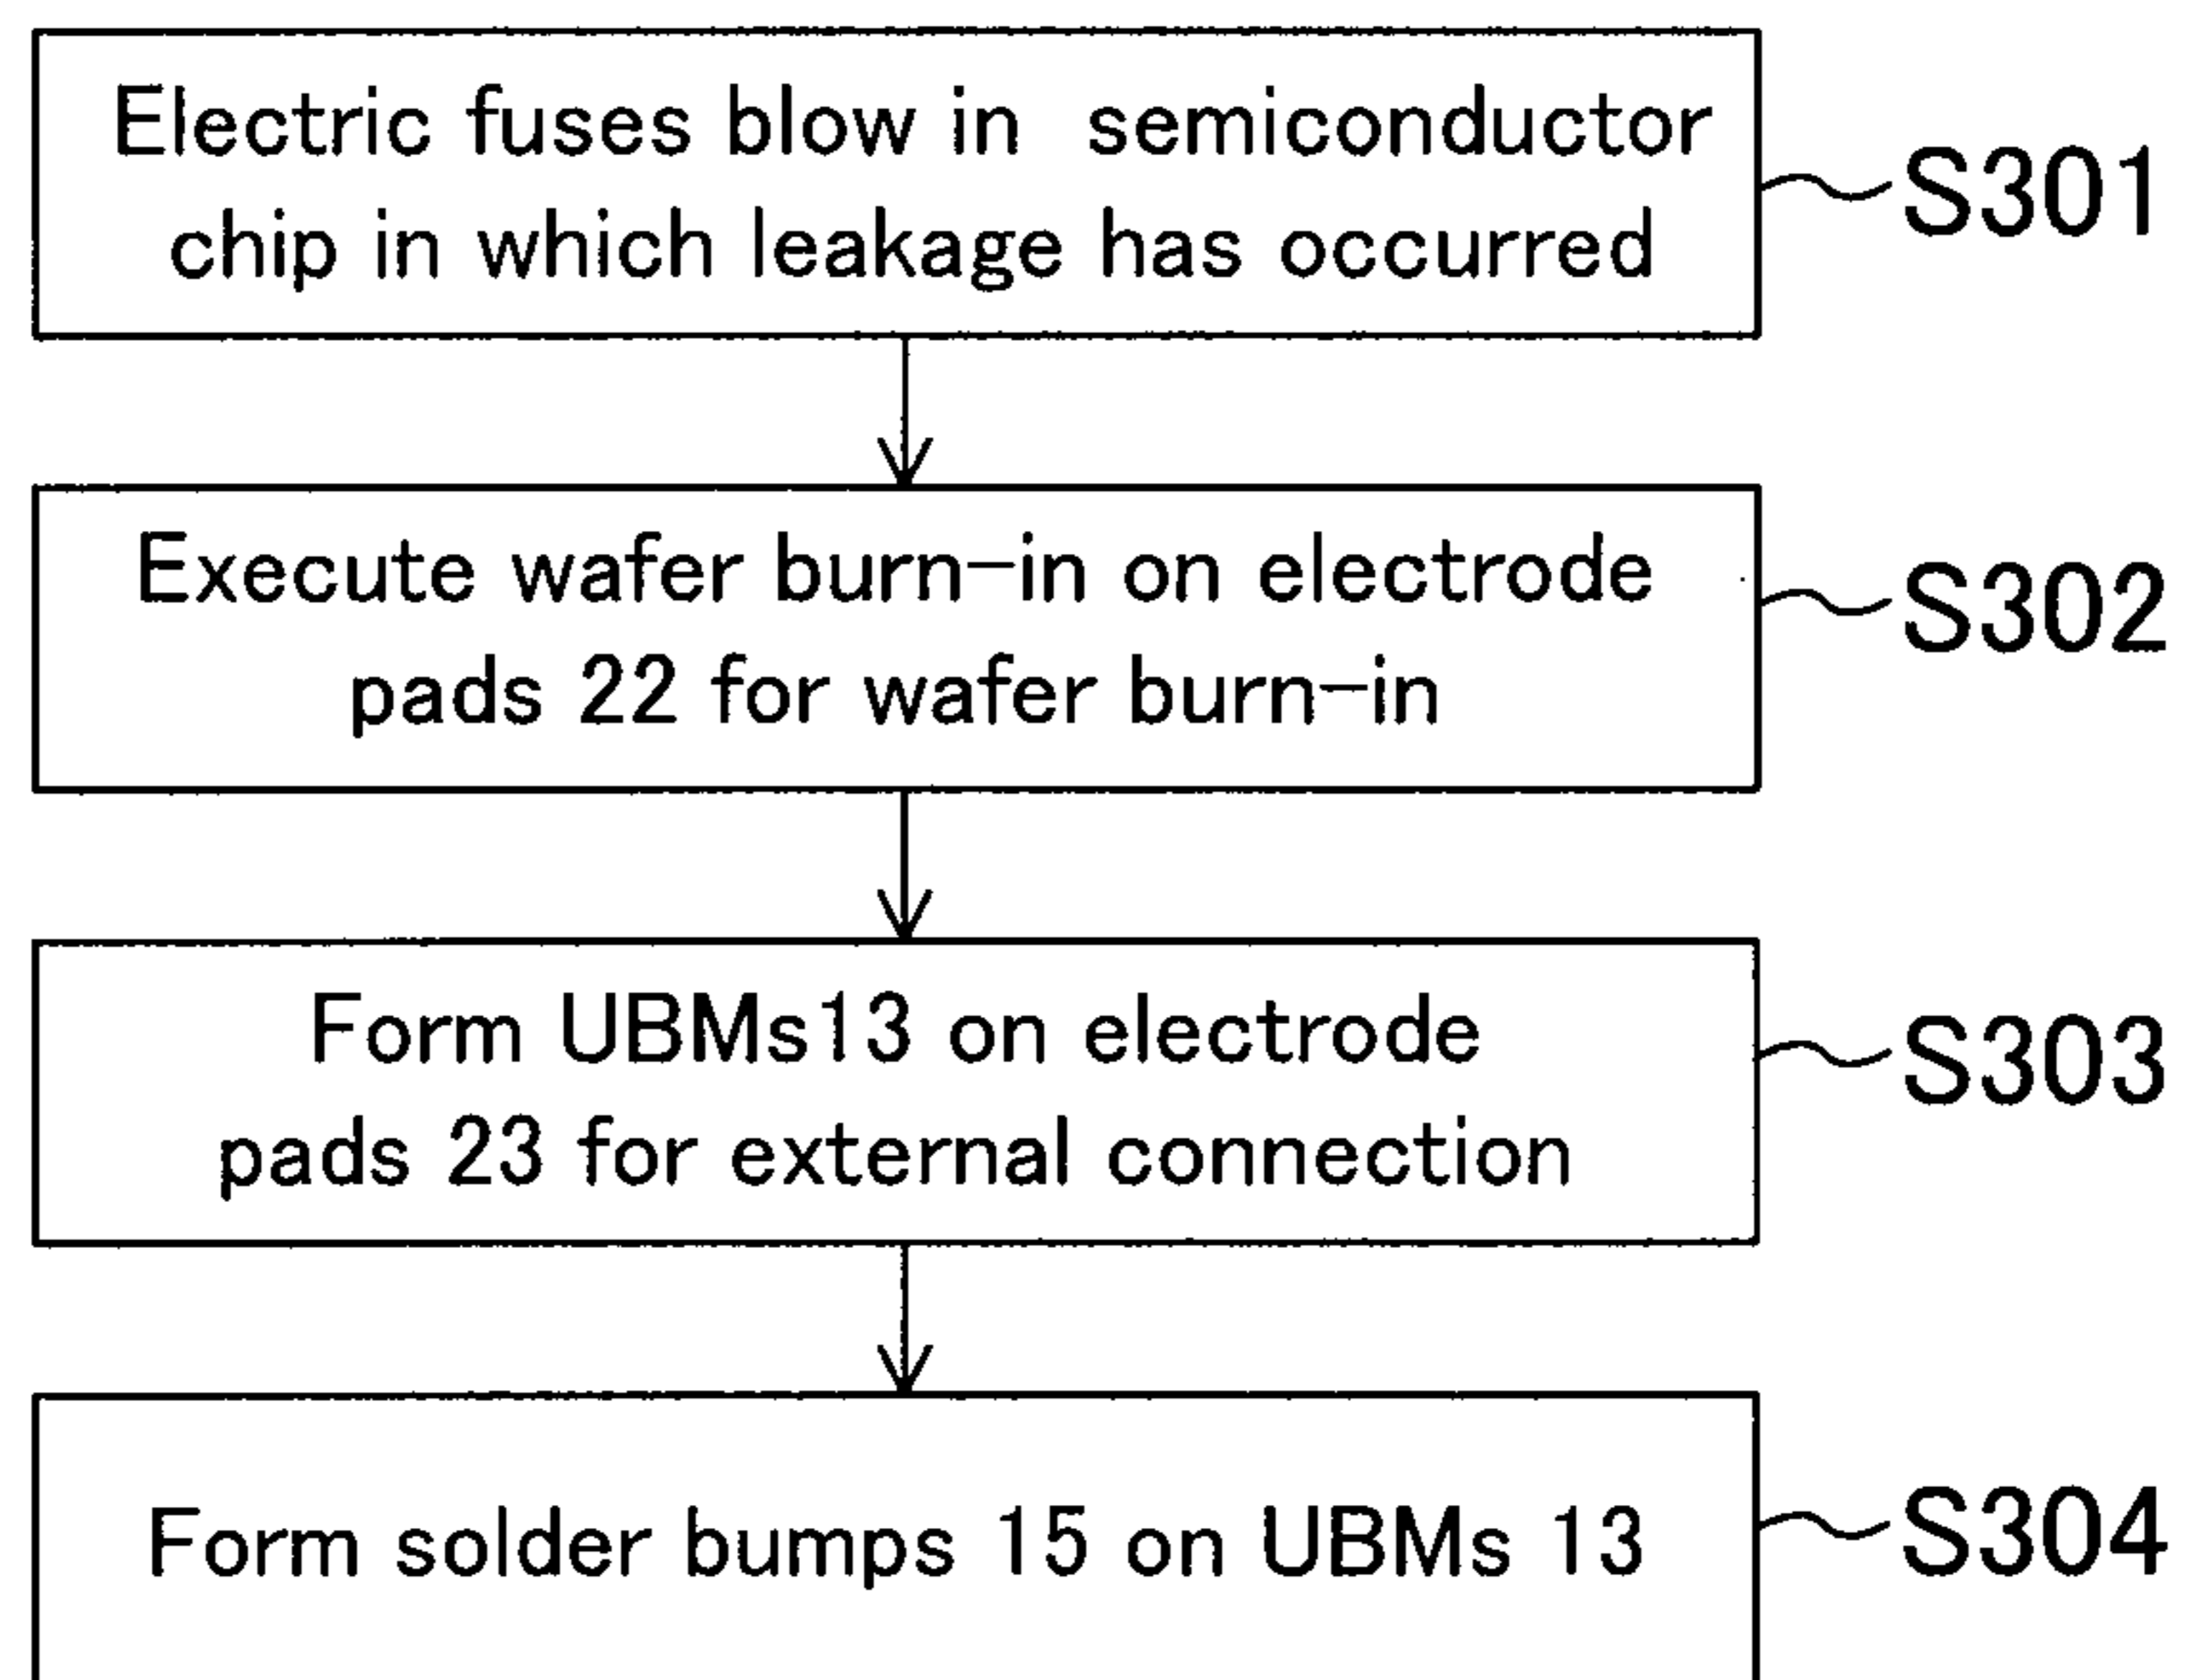 Electric fuses blow in semiconductor
chip in which leakage has occurred
S301
Execute wafer burn-in on electrode
pads 22 for wafer burn-in
S302
Form UBMs13 on electrode
pads 23 for external connection
S303
Form solder bumps 15 on UBMs 13
S304